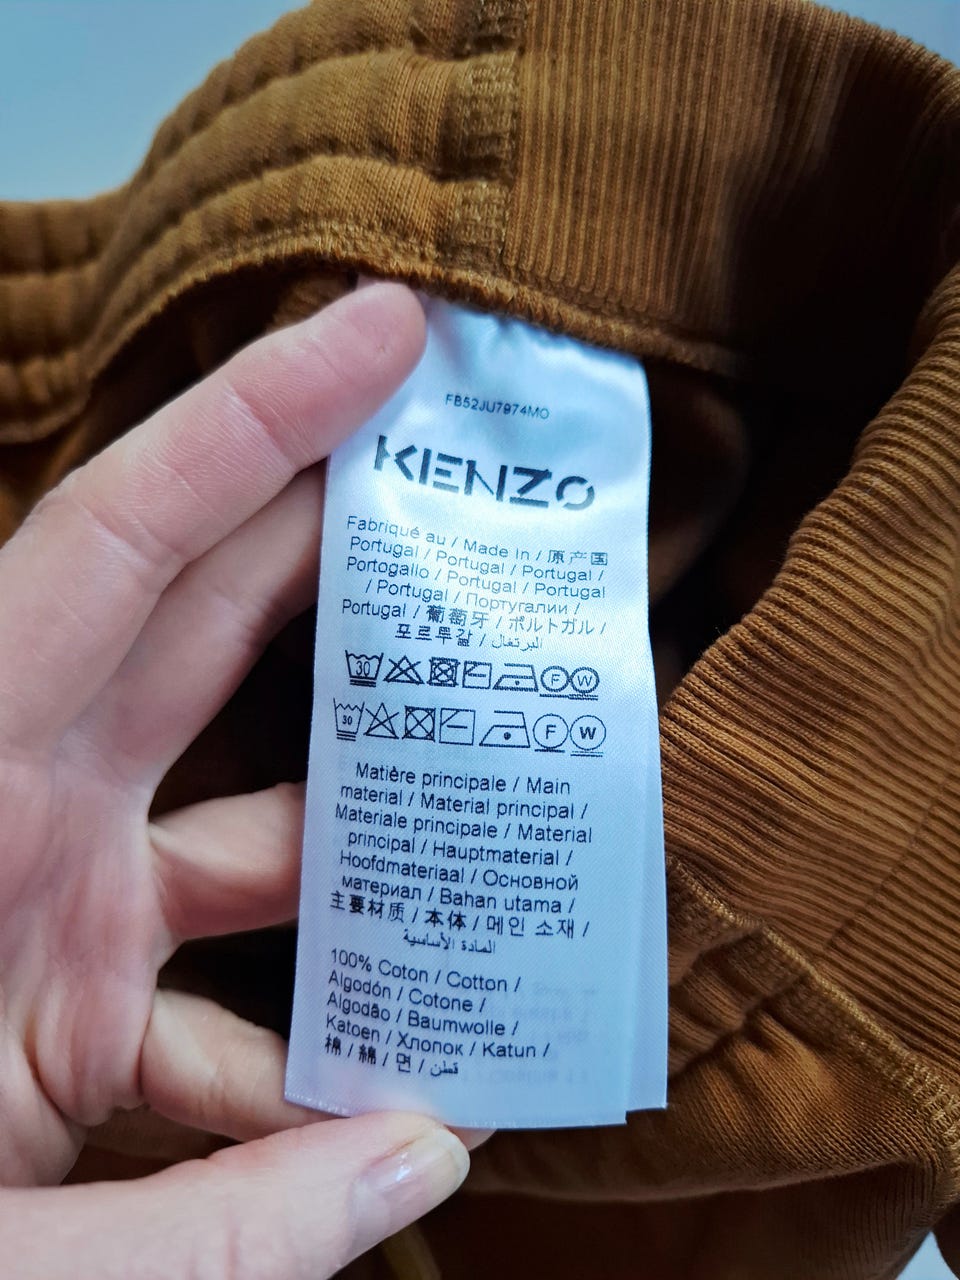 FB52JU7974MO
KENZO
Fabriqué au / Made in / 原产国
Portugal / Portugal / Portugal /
Portogallo / Portugal / Portugal
/ Portugal / Португалии /
Portugal / 葡萄牙 / ポルトガル /
포르투갈 / البرتغال
30 F W
30 F W
Matière principale / Main
material / Material principal /
Materiale principale / Material
principal / Hauptmaterial /
Hoofdmateriaal / Основной
материал / Bahan utama /
主要材质 / 本体 / 메인 소재 /
المادة الأساسية
100% Coton / Cotton /
Algodón / Cotone /
Algodão / Baumwolle /
Katoen / Хлопок / Katun /
棉 / 綿 / 면 / قطن